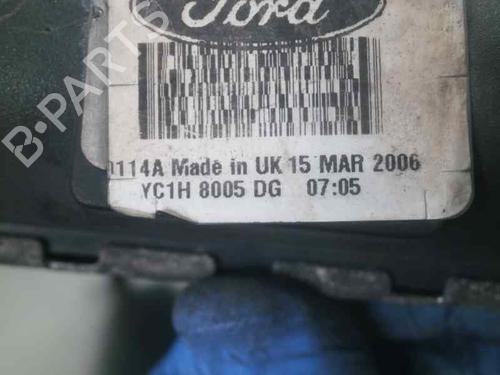 Ford
0114A Made in UK 15 MAR 2006
YC1H 8005 DG 07:05
B-PARTS